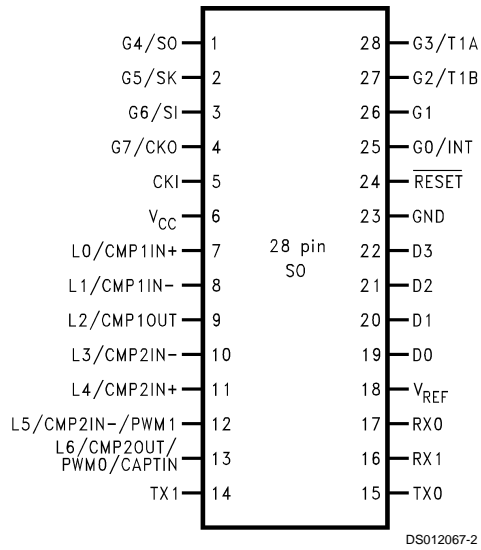 G4/SO 1 28 G3/T1A
G5/SK 2 27 G2/T1B
G6/SI 3 26 G1
G7/CKO 4 25 G0/INT
CKI 5 24 RESET
VCC 6 23 GND
L0/CMP1IN+ 7 28 pin 22 D3
L1/CMP1IN- 8 SO 21 D2
L2/CMP1OUT 9 20 D1
L3/CMP2IN- 10 19 D0
L4/CMP2IN+ 11 18 VREF
L5/CMP2IN-/PWM1 12 17 RX0
L6/CMP2OUT/
PWM0/CAPTIN 13 16 RX1
TX1 14 15 TX0
DS012067-2